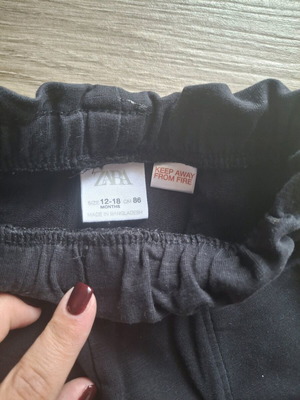 ZARA
SIZE 12-18 CM 86
MONTHS
MADE IN BANGLADESH
KEEP AWAY
FROM FIRE